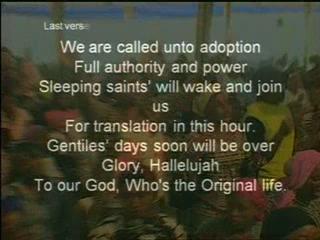 Last verse
We are called unto adoption
Full authority and power
Sleeping saints' will wake and join
us
For translation in this hour.
Gentiles' days soon will be over
Glory, Hallelujah
To our God, Who's the Original life.